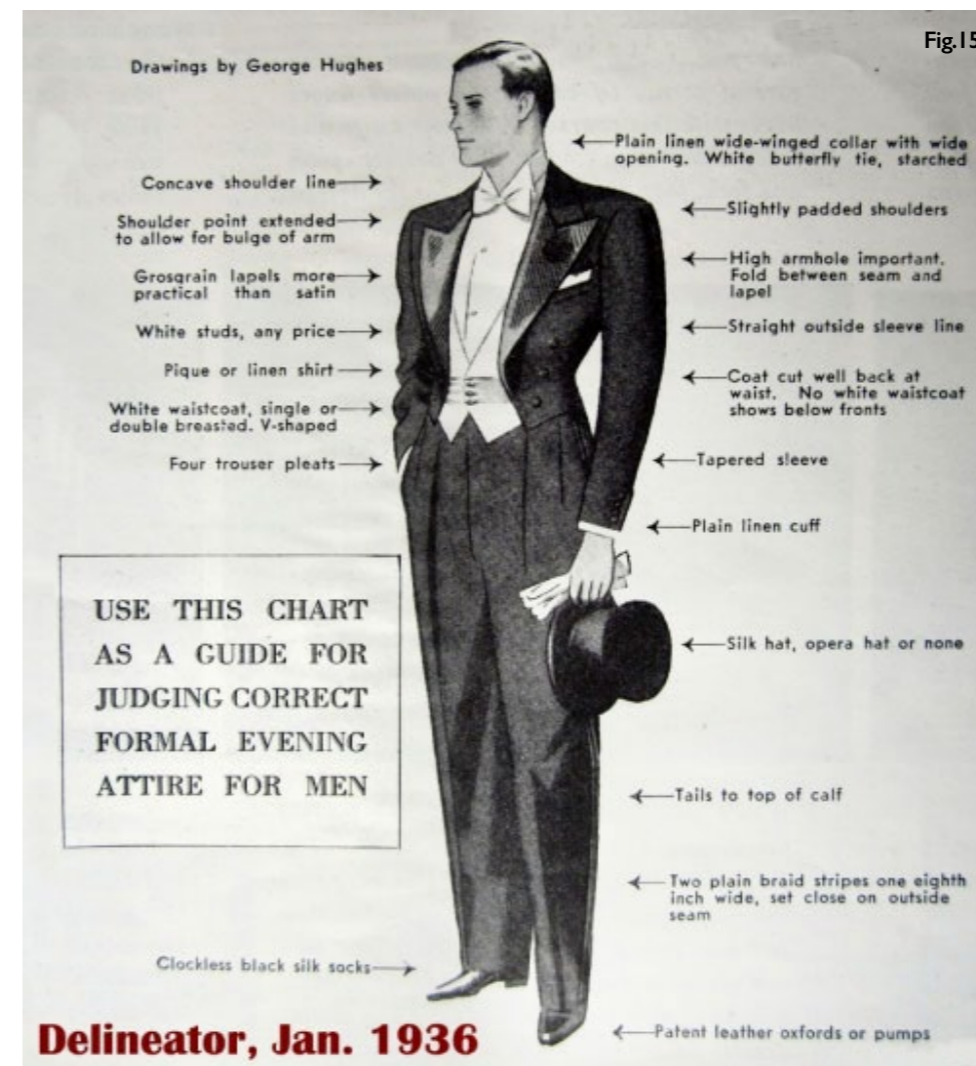 Fig.15
Drawings by George Hughes
Plain linen wide-winged collar with wide
opening. White butterfly tie, starched
Concave shoulder line
Slightly padded shoulders
Shoulder point extended
to allow for bulge of arm
High armhole important.
Fold between seam and
lapel
Grosgrain lapels more
practical than satin
Straight outside sleeve line
White studs, any price
Pique or linen shirt
Coat cut well back at
waist. No white waistcoat
shows below fronts
White waistcoat, single or
double breasted. V-shaped
Four trouser pleats
Tapered sleeve
Plain linen cuff
USE THIS CHART
AS A GUIDE FOR
JUDGING CORRECT
FORMAL EVENING
ATTIRE FOR MEN
Silk hat, opera hat or none
Tails to top of calf
Two plain braid stripes one eighth
inch wide, set close on outside
seam
Clockless black silk socks
Patent leather oxfords or pumps
Delineator, Jan. 1936